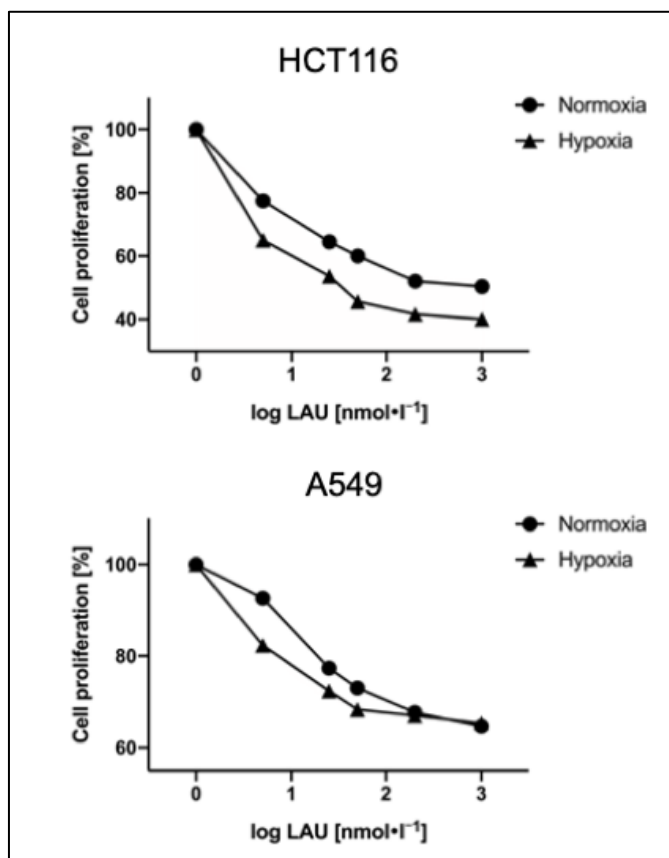 HCT116
Normoxia
Hypoxia
Cell proliferation [%]
100
80
60
40
0 1 2 3
log LAU [nmol•l⁻¹]
A549
Normoxia
Hypoxia
Cell proliferation [%]
100
80
60
0 1 2 3
log LAU [nmol•l⁻¹]